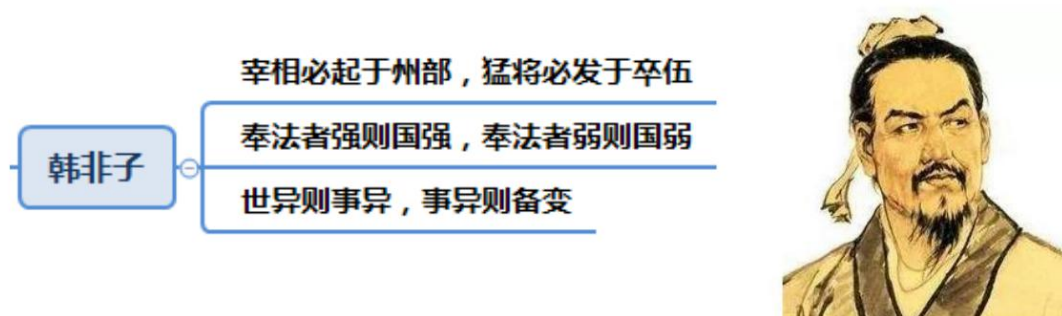 宰相必起于州部，猛将必发于卒伍
奉法者强则国强，奉法者弱则国弱
韩非子
世异则事异，事异则备变